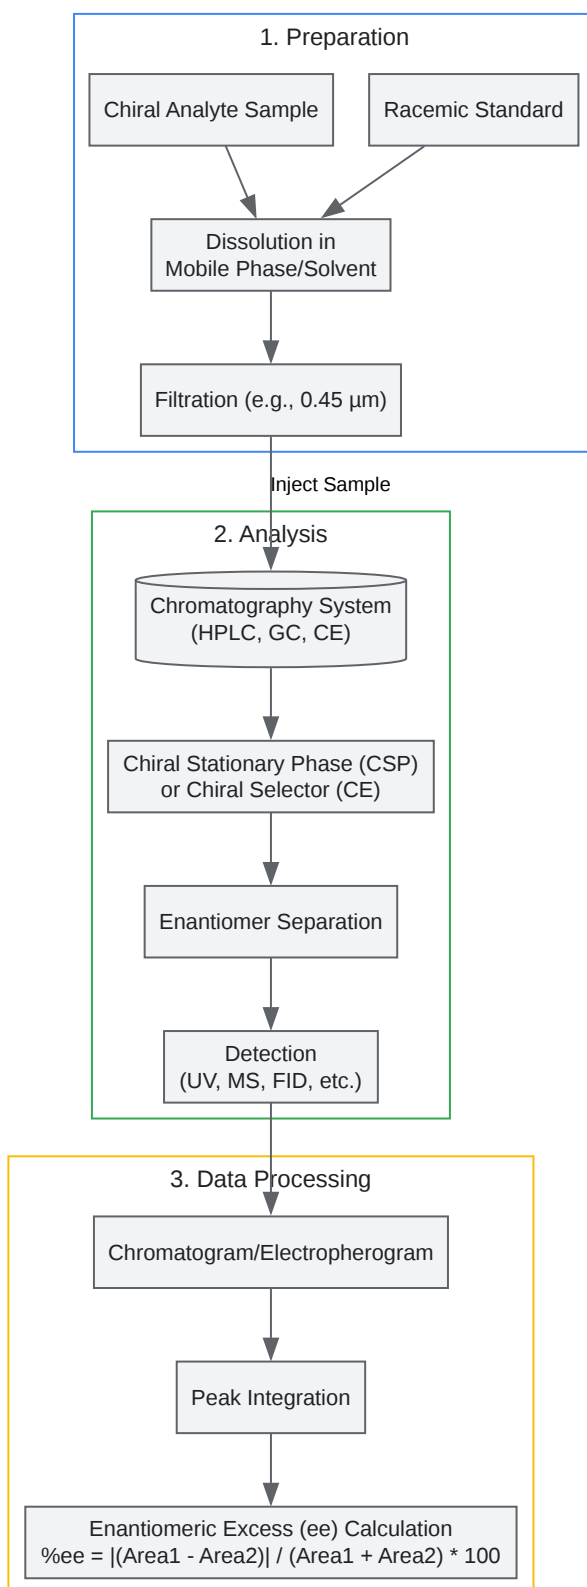 1. Preparation
Chiral Analyte Sample
Racemic Standard
Dissolution in
Mobile Phase/Solvent
Filtration (e.g., 0.45 µm)
Inject Sample
2. Analysis
Chromatography System
(HPLC, GC, CE)
Chiral Stationary Phase (CSP)
or Chiral Selector (CE)
Enantiomer Separation
Detection
(UV, MS, FID, etc.)
3. Data Processing
Chromatogram/Electropherogram
Peak Integration
Enantiomeric Excess (ee) Calculation
%ee = |(Area1 - Area2)| / (Area1 + Area2) * 100